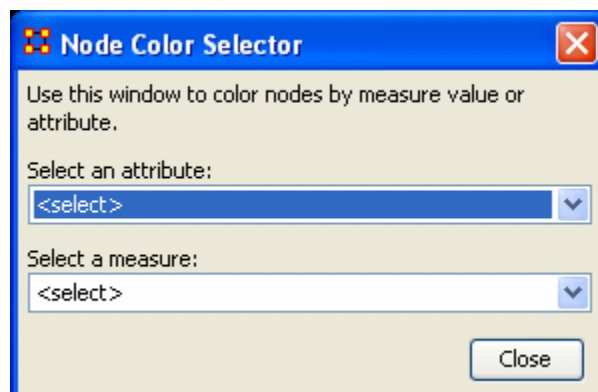 Node Color Selector
Use this window to color nodes by measure value or
attribute.
Select an attribute:
<select>
Select a measure:
<select>
Close